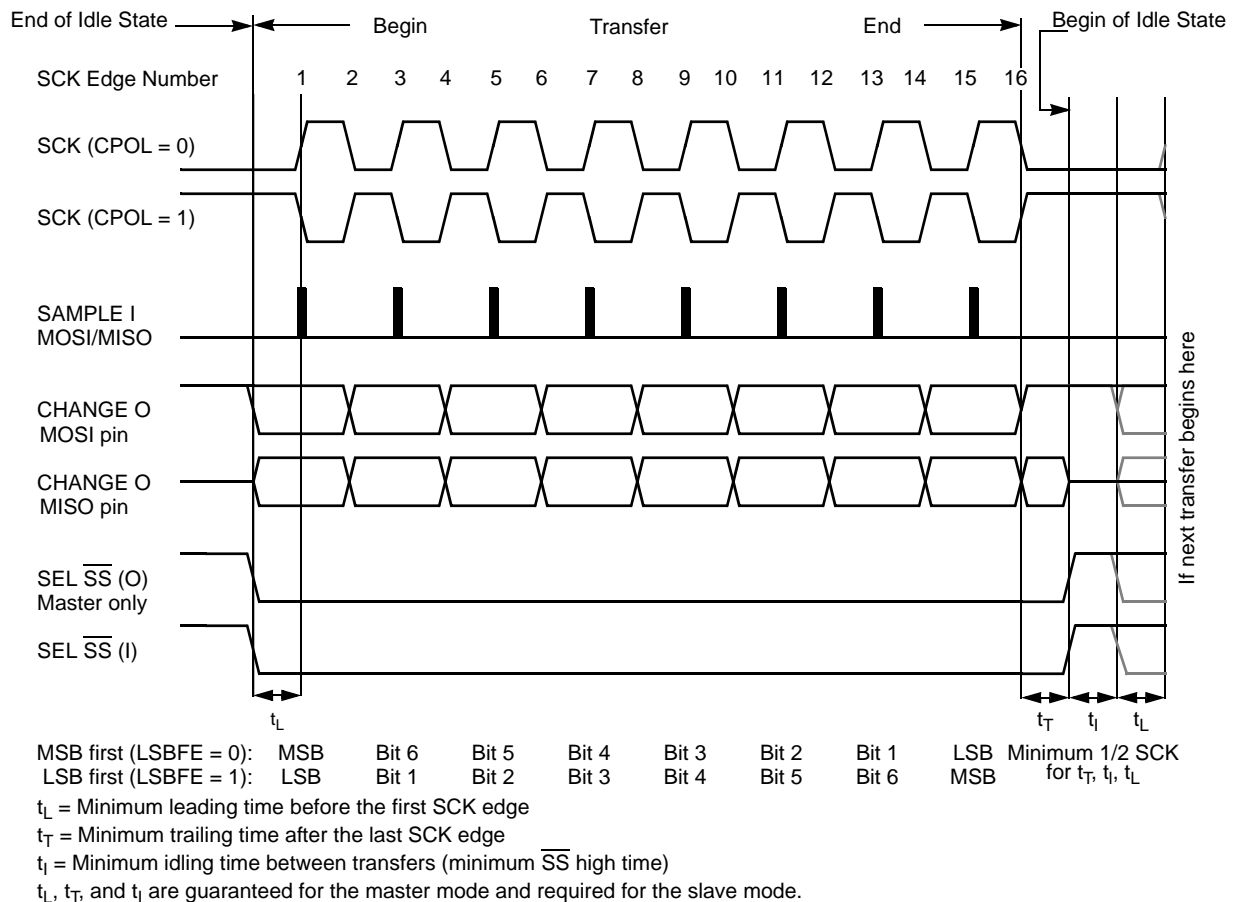 End of Idle State Begin Transfer End Begin of Idle State
SCK Edge Number 1 2 3 4 5 6 7 8 9 10 11 12 13 14 15 16
SCK (CPOL = 0)
SCK (CPOL = 1)
SAMPLE I
MOSI/MISO
CHANGE O
MOSI pin
CHANGE O
MISO pin
SEL S̅S̅ (O)
Master only
SEL S̅S̅ (I)
If next transfer begins here
tL tT tI tL
MSB first (LSBFE = 0): MSB Bit 6 Bit 5 Bit 4 Bit 3 Bit 2 Bit 1 LSB Minimum 1/2 SCK
LSB first (LSBFE = 1): LSB Bit 1 Bit 2 Bit 3 Bit 4 Bit 5 Bit 6 MSB for tT, tI, tL
tL = Minimum leading time before the first SCK edge
tT = Minimum trailing time after the last SCK edge
tI = Minimum idling time between transfers (minimum S̅S̅ high time)
tL, tT, and tI are guaranteed for the master mode and required for the slave mode.